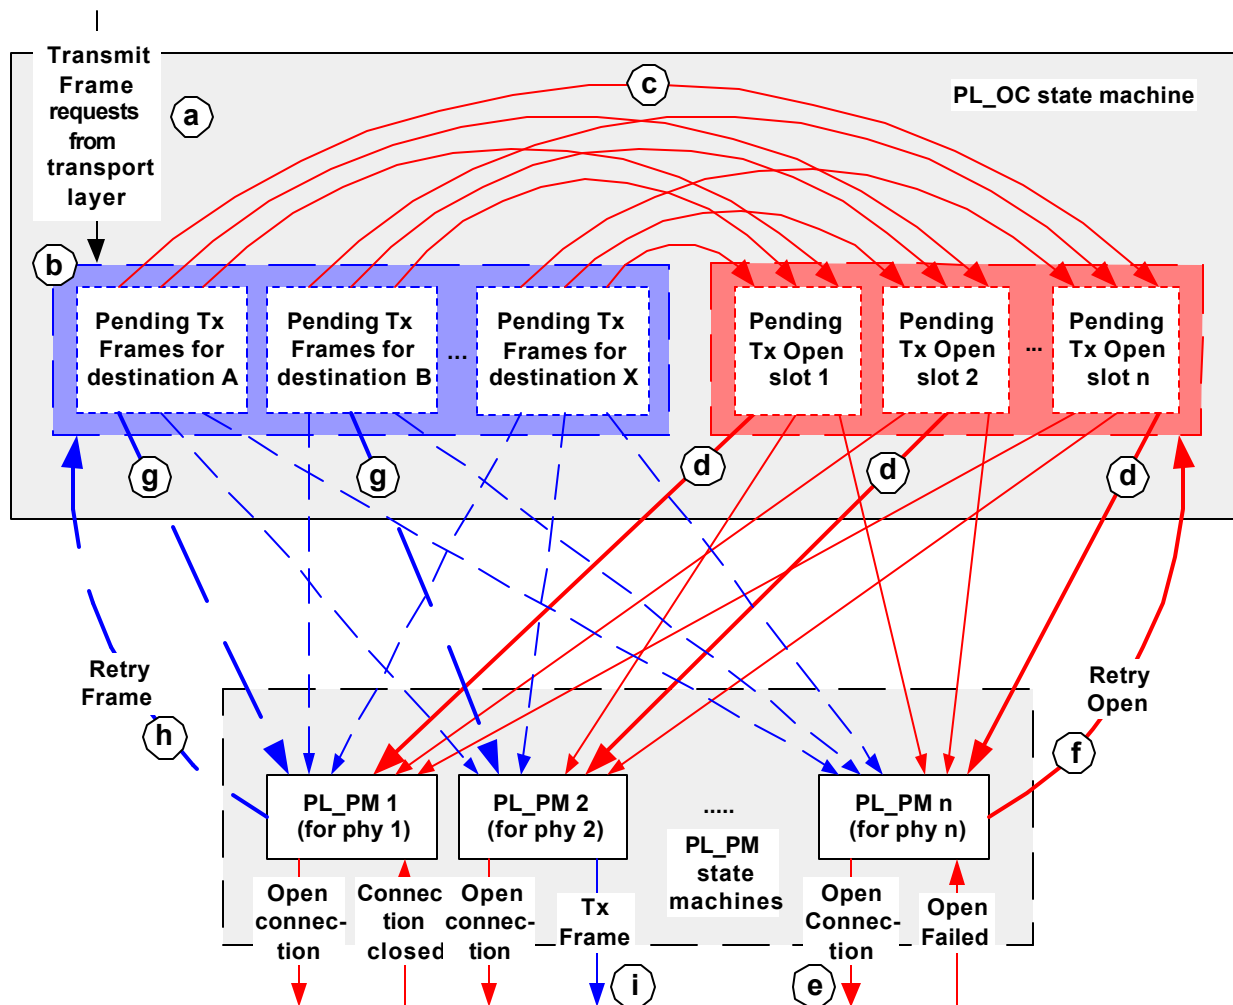 Transmit
Frame
requests
from
transport
layer
a
c
PL_OC state machine
b
Pending Tx
Frames for
destination A
Pending Tx
Frames for
destination B
...
Pending Tx
Frames for
destination X
Pending
Tx Open
slot 1
Pending
Tx Open
slot 2
...
Pending
Tx Open
slot n
g
g
d
d
d
Retry
Frame
h
Retry
Open
f
PL_PM 1
(for phy 1)
PL_PM 2
(for phy 2)
.....
PL_PM n
(for phy n)
PL_PM
state
machines
Open
connec-
tion
Connec
tion
closed
Open
connec-
tion
Tx
Frame
i
Open
Connec-
tion
e
Open
Failed